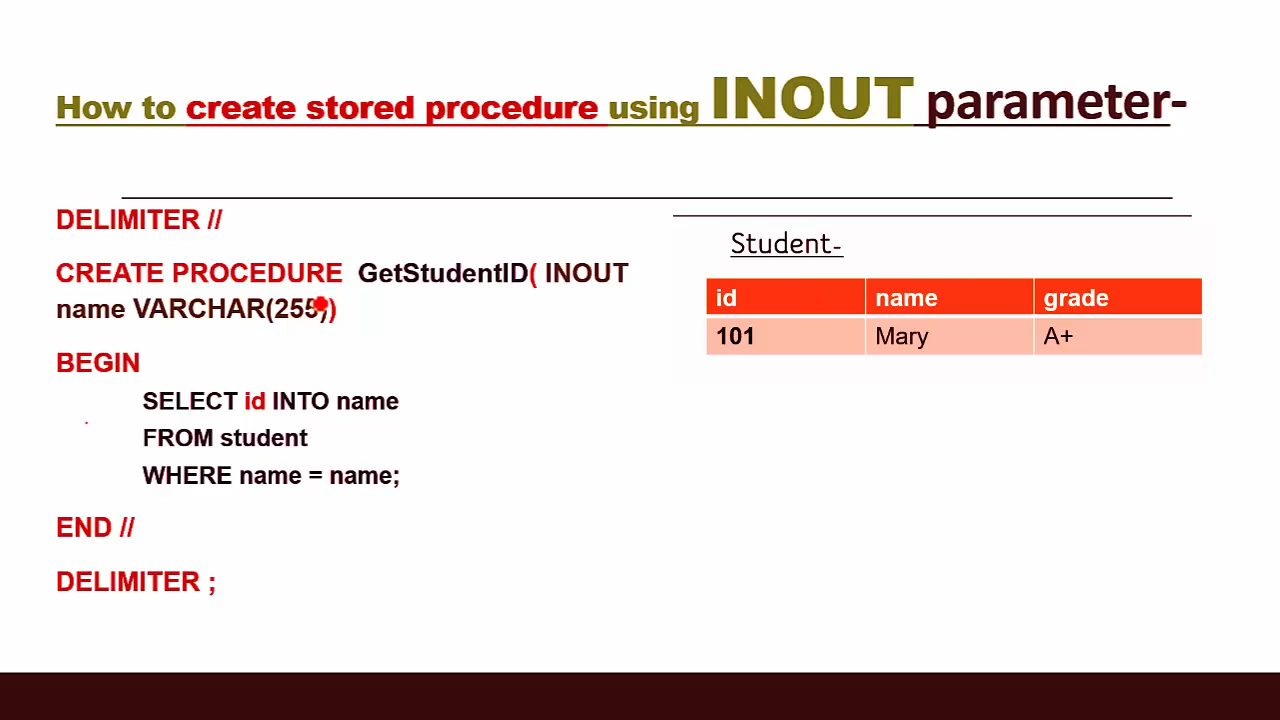 How to create stored procedure using INOUT parameter-
DELIMITER //
CREATE PROCEDURE GetStudentID( INOUT
name VARCHAR(255))
BEGIN
SELECT id INTO name
FROM student
WHERE name = name;
END //
DELIMITER ;
Student-
id name grade
101 Mary A+